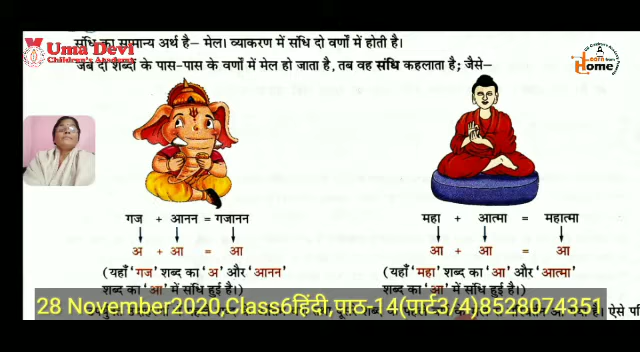 संधि का सामान्य अर्थ है– मेल। व्याकरण में संधि दो वर्णों में होती है।
Uma Devi
Children's Academy
Learn from
Home
जब दो शब्दों के पास-पास के वर्णों में मेल हो जाता है, तब वह संधि कहलाता है; जैसे–
गज + आनन = गजानन
अ + आ = आ
(यहाँ 'गज' शब्द का 'अ' और 'आनन'
शब्द का 'आ' में संधि हुई है।)
महा + आत्मा = महात्मा
आ + आ = आ
(यहाँ 'महा' शब्द का 'आ' और 'आत्मा'
शब्द का 'आ' में संधि हुई है।)
28 November2020,Class6हिंदी,पाठ-14(पार्ट3/4)8528074351